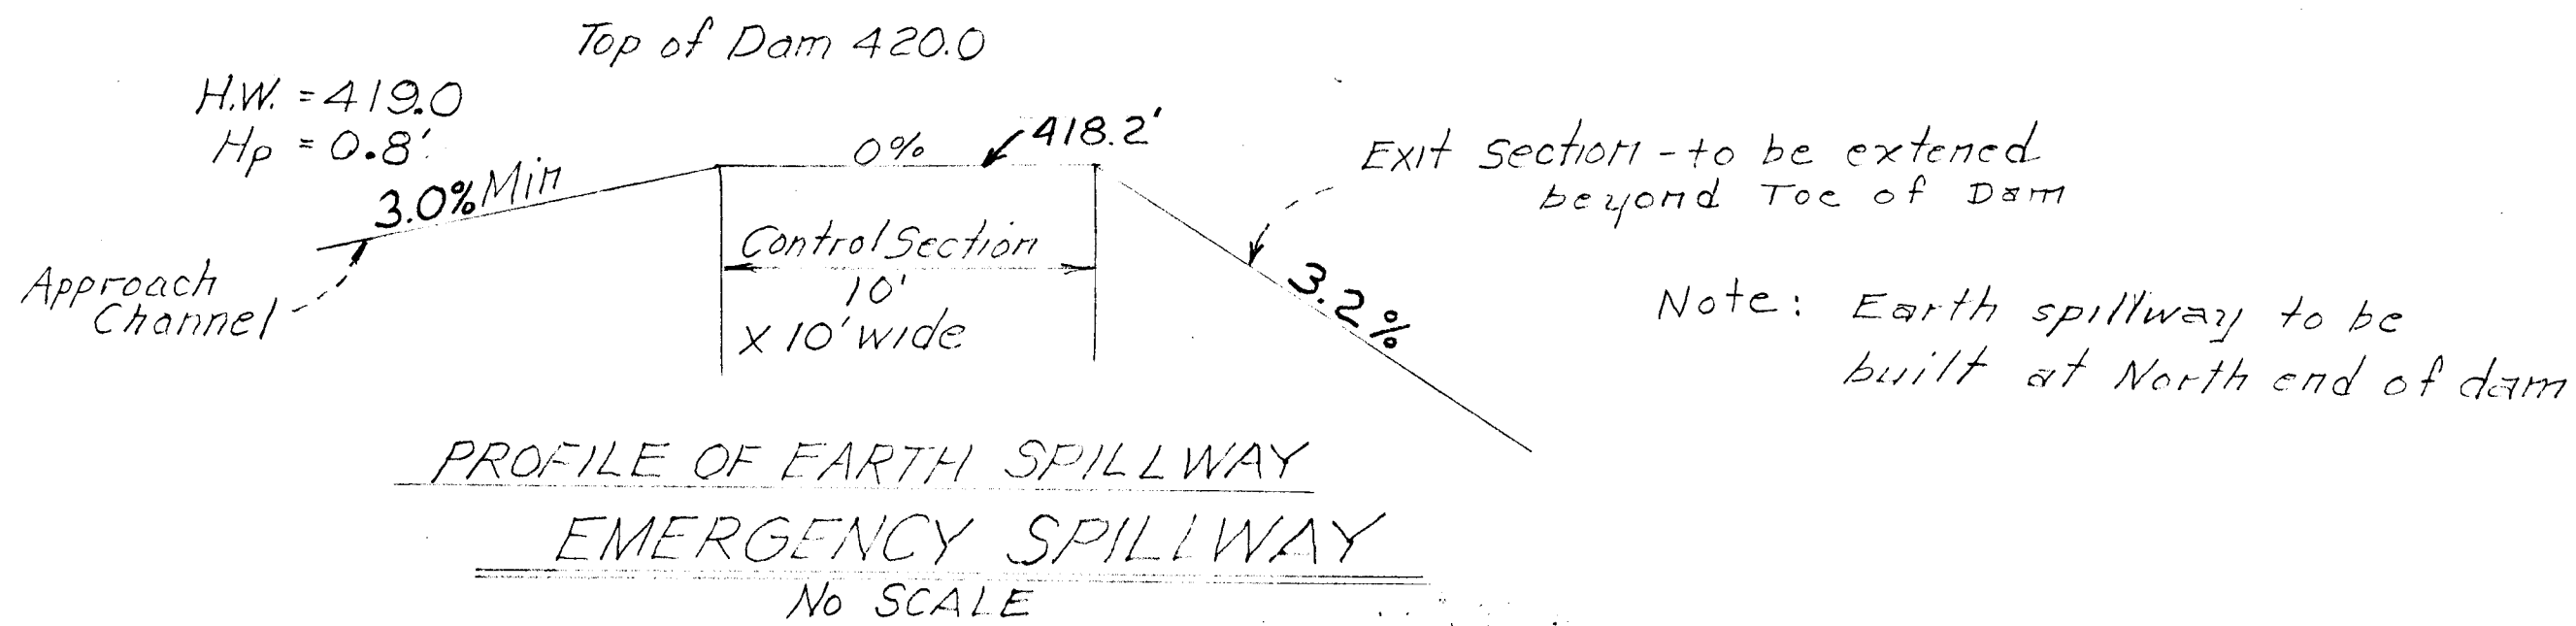 Top of Dam 420.0
H.W. = 419.0
Hp = 0.8'
3.0% Min
0%
418.2'
Exit Section - to be extened
beyond Toe of Dam
Approach
Channel
Control Section
10'
x 10' wide
3.2%
Note: Earth spillway to be
built at North end of dam
PROFILE OF EARTH SPILLWAY
EMERGENCY SPILLWAY
No SCALE